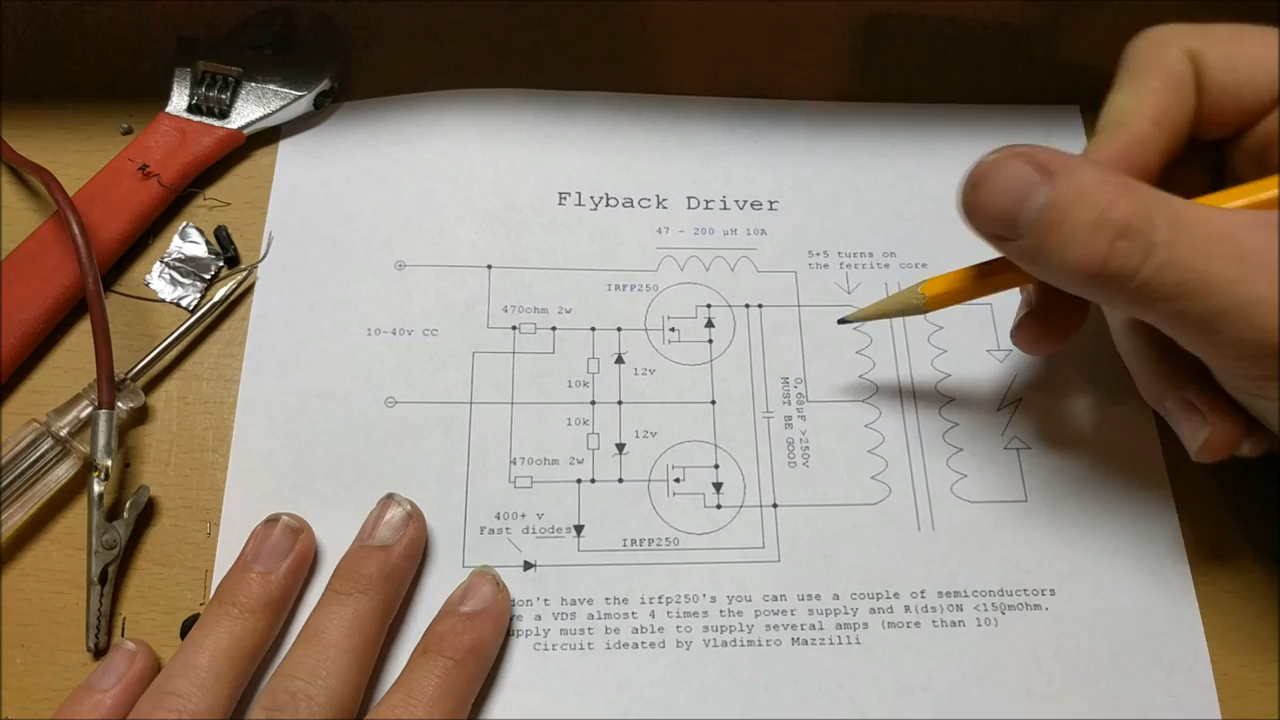 Flyback Driver
47 - 200 µH 10A
5+5 turns on
the ferrite core
IRFP250
470ohm 2w
10-40v CC
12v
10k
0,68µF >250v
MUST BE GOOD
10k
12v
470ohm 2w
400+ v
Fast diodes
IRFP250
don't have the irfp250's you can use a couple of semiconductors
a VDS almost 4 times the power supply and R(ds)ON <150mOhm.
must be able to supply several amps (more than 10)
Circuit ideated by Vladimiro Mazzilli